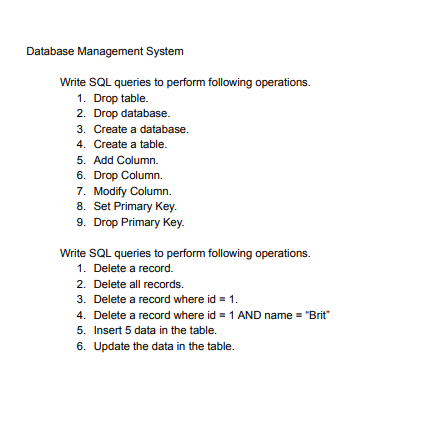 Database Management System
Write SQL queries to perform following operations.
1. Drop table.
2. Drop database.
3. Create a database.
4. Create a table.
5. Add Column.
6. Drop Column.
7. Modify Column.
8. Set Primary Key.
9. Drop Primary Key.
Write SQL queries to perform following operations.
1. Delete a record.
2. Delete all records.
3. Delete a record where id = 1.
4. Delete a record where id = 1 AND name = “Brit”
5. Insert 5 data in the table.
6. Update the data in the table.